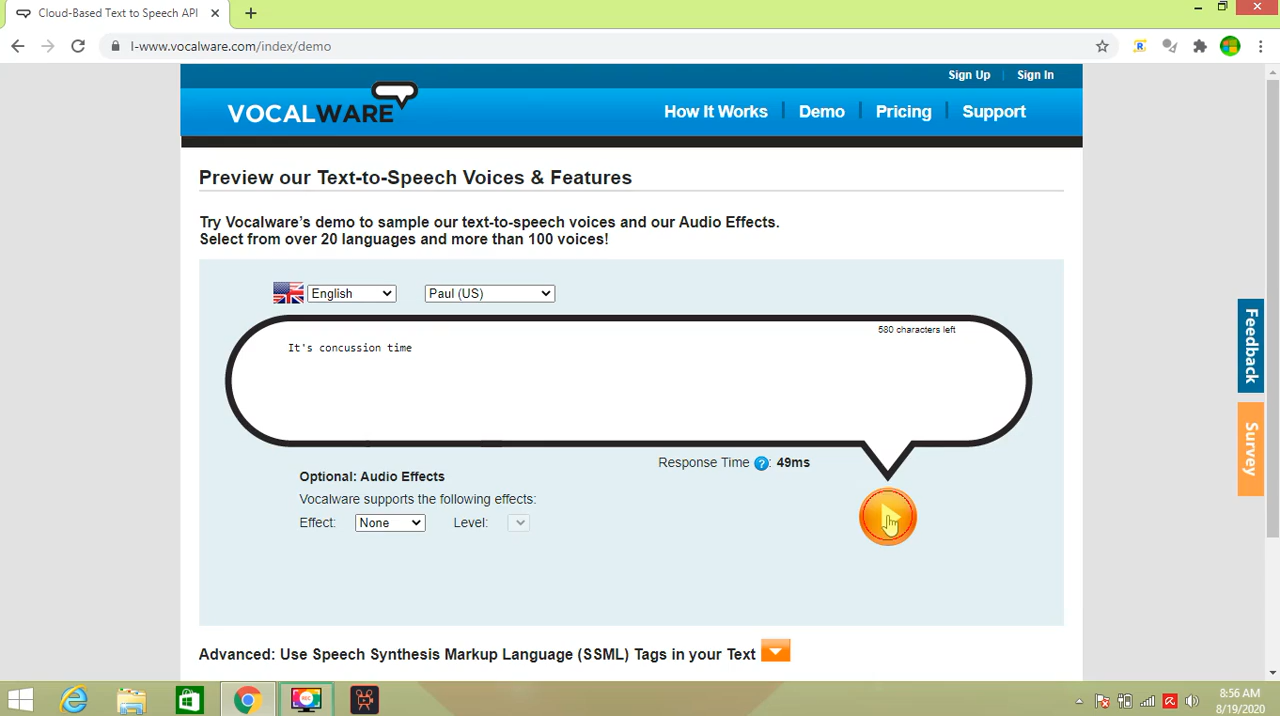 Cloud-Based Text to Speech API
l-www.vocalware.com/index/demo
Sign Up
Sign In
VOCALWARE
How It Works
Demo
Pricing
Support
Preview our Text-to-Speech Voices & Features
Try Vocalware's demo to sample our text-to-speech voices and our Audio Effects.
Select from over 20 languages and more than 100 voices!
English
Paul (US)
580 characters left
It's concussion time
Response Time ? : 49ms
Optional: Audio Effects
Vocalware supports the following effects:
Effect:
None
Level:
Feedback
Survey
Advanced: Use Speech Synthesis Markup Language (SSML) Tags in your Text
8:56 AM
8/19/2020